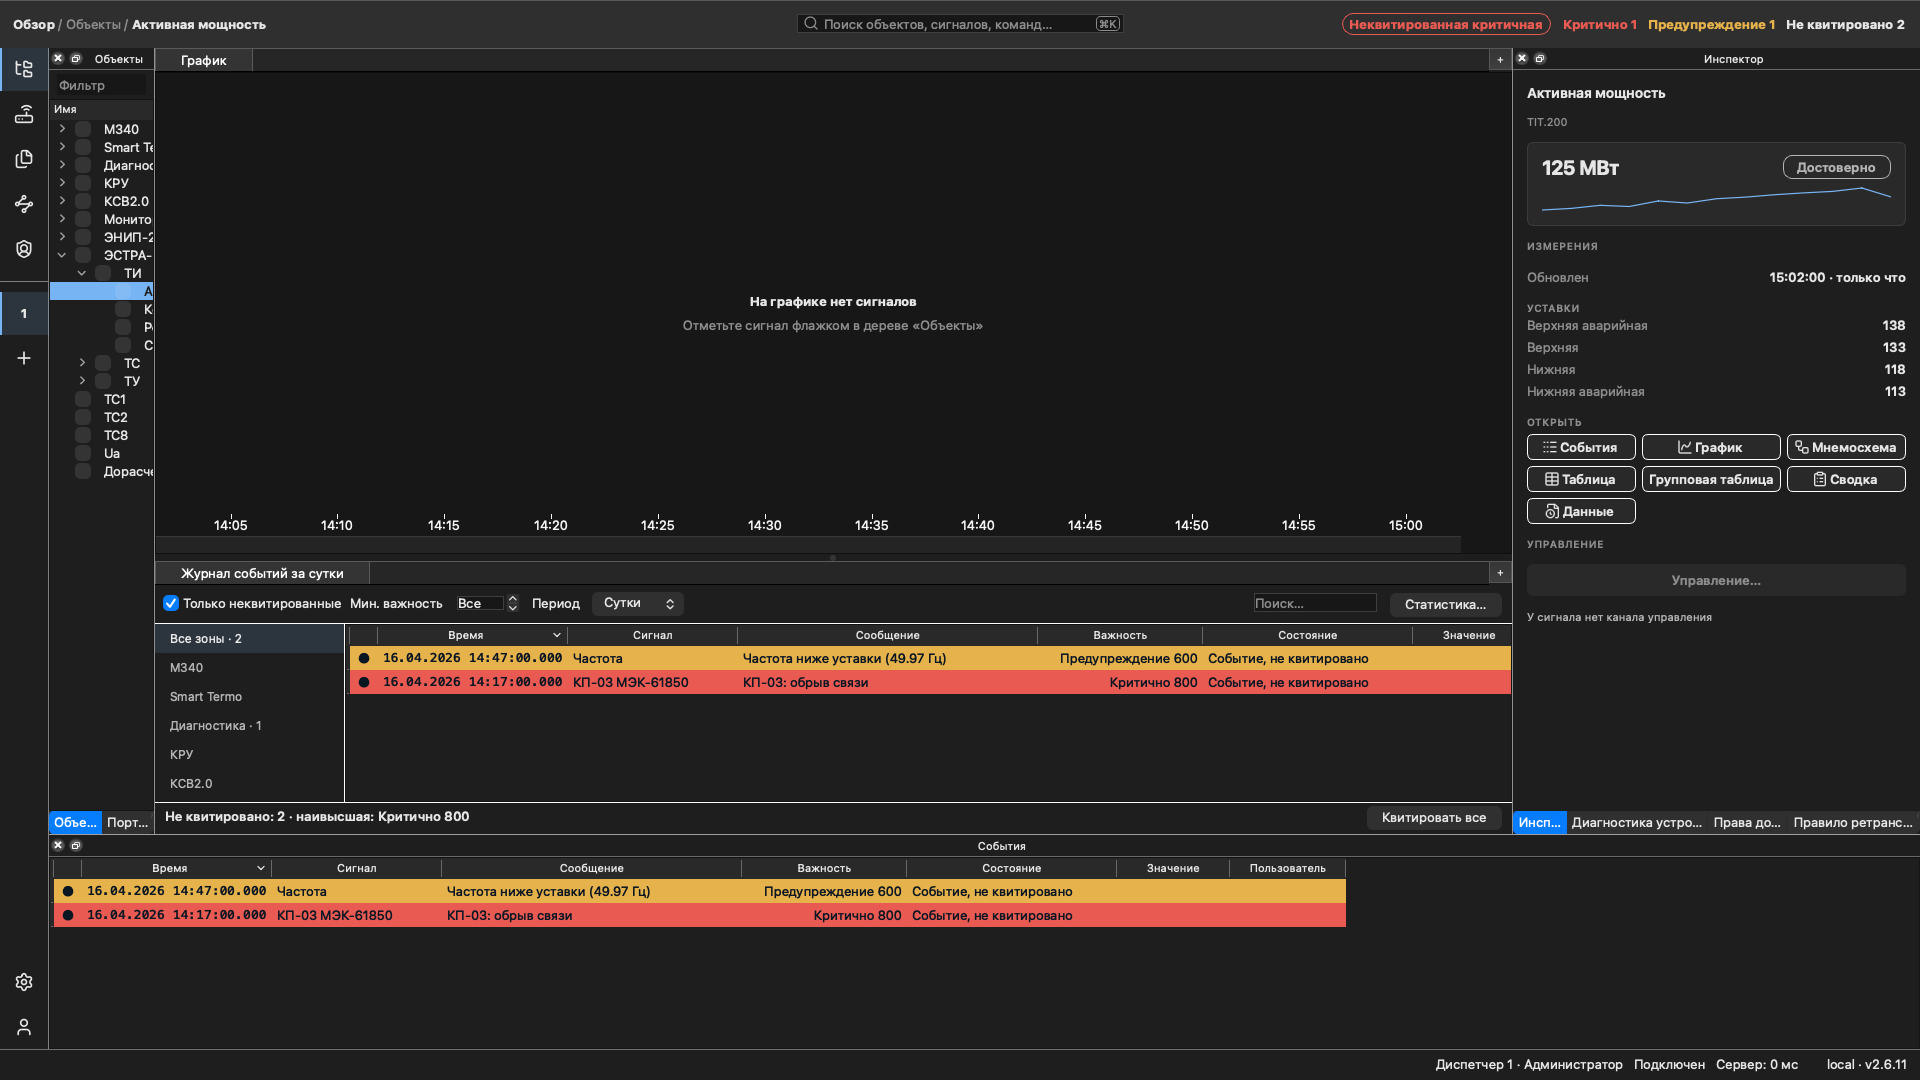 Обзор / Объекты / Активная мощность
Поиск объектов, сигналов, команд... ⌘K
Неквитированная критичная Критично 1 Предупреждение 1 Не квитировано 2
Объекты
Фильтр
Имя
M340
Smart Te
Диагнос
КРУ
КСВ2.0
Монито
ЭНИП-2
ЭСТРА-
ТИ
А
К
Р
С
ТС
ТУ
ТС1
ТС2
ТС8
Ua
Дорасче
Объе... Порт...
1
График
+
На графике нет сигналов
Отметьте сигнал флажком в дереве «Объекты»
14:05 14:10 14:15 14:20 14:25 14:30 14:35 14:40 14:45 14:50 14:55 15:00
Журнал событий за сутки
+
Только неквитированные Мин. важность Все Период Сутки Поиск... Статистика...
Все зоны · 2
M340
Smart Termo
Диагностика · 1
КРУ
КСВ2.0
Время Сигнал Сообщение Важность Состояние Значение
16.04.2026 14:47:00.000 Частота Частота ниже уставки (49.97 Гц) Предупреждение 600 Событие, не квитировано
16.04.2026 14:17:00.000 КП-03 МЭК-61850 КП-03: обрыв связи Критично 800 Событие, не квитировано
Не квитировано: 2 · наивысшая: Критично 800
Квитировать все
Инспектор
Активная мощность
TIT.200
125 МВт Достоверно
ИЗМЕРЕНИЯ
Обновлен 15:02:00 · только что
УСТАВКИ
Верхняя аварийная 138
Верхняя 133
Нижняя 118
Нижняя аварийная 113
ОТКРЫТЬ
События График Мнемосхема
Таблица Групповая таблица Сводка
Данные
УПРАВЛЕНИЕ
Управление...
У сигнала нет канала управления
Инсп... Диагностика устро... Права до... Правило ретранс...
События
Время Сигнал Сообщение Важность Состояние Значение Пользователь
16.04.2026 14:47:00.000 Частота Частота ниже уставки (49.97 Гц) Предупреждение 600 Событие, не квитировано
16.04.2026 14:17:00.000 КП-03 МЭК-61850 КП-03: обрыв связи Критично 800 Событие, не квитировано
Диспетчер 1 · Администратор Подключен Сервер: 0 мс local · v2.6.11